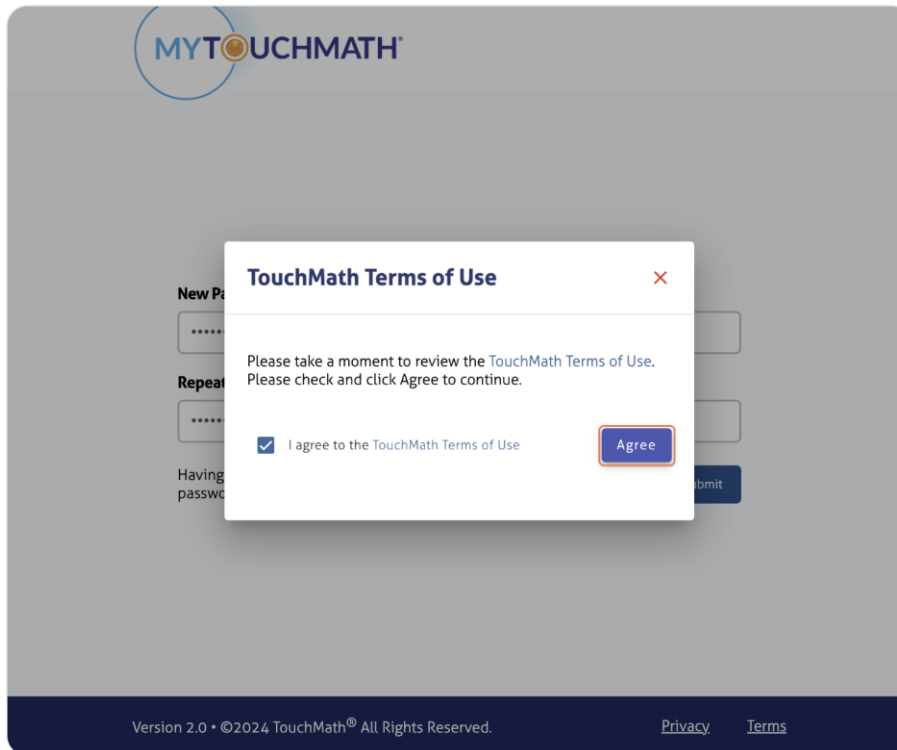 MYTOUCHMATH®
TouchMath Terms of Use
New Pa
Please take a moment to review the TouchMath Terms of Use.
Please check and click Agree to continue.
Repeat
I agree to the TouchMath Terms of Use
Agree
Having
passwo
bmit
Version 2.0 • ©2024 TouchMath® All Rights Reserved.
Privacy
Terms